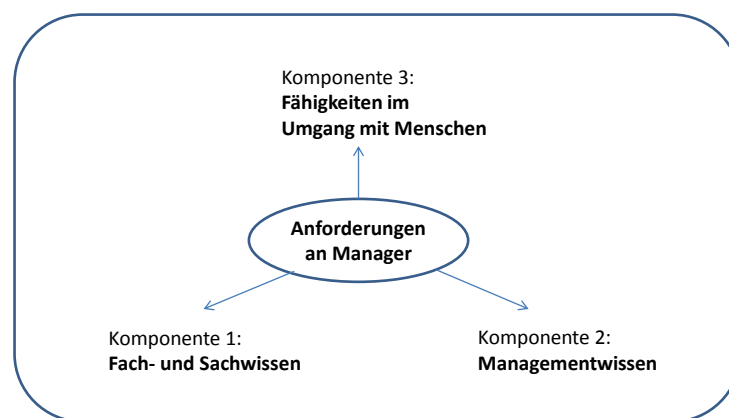 Komponente 3:
Fähigkeiten im
Umgang mit Menschen
Anforderungen
an Manager
Komponente 1:
Fach- und Sachwissen
Komponente 2:
Managementwissen